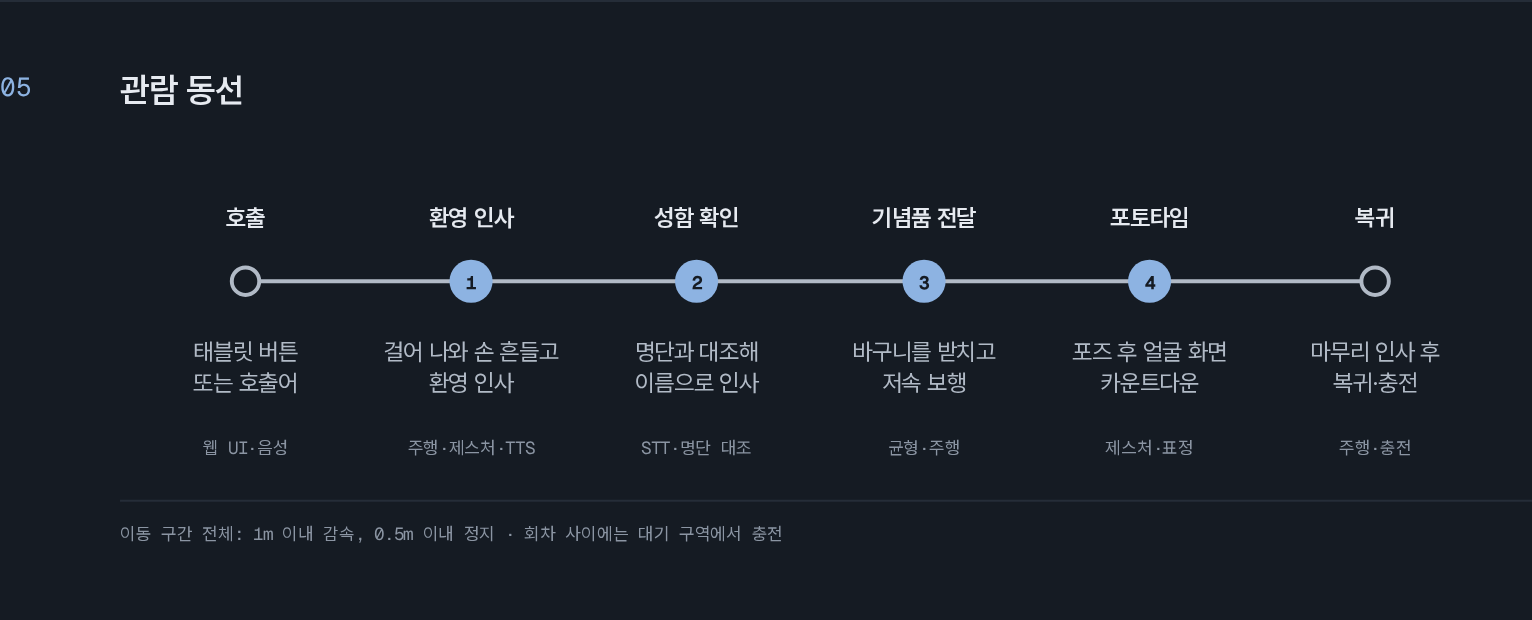 05
관람 동선
호출
환영 인사
성함 확인
기념품 전달
포토타임
복귀
1
2
3
4
태블릿 버튼
또는 호출어
걸어 나와 손 흔들고
환영 인사
명단과 대조해
이름으로 인사
바구니를 받치고
저속 보행
포즈 후 얼굴 화면
카운트다운
마무리 인사 후
복귀·충전
웹 UI·음성
주행·제스처·TTS
STT·명단 대조
균형·주행
제스처·표정
주행·충전
이동 구간 전체: 1m 이내 감속, 0.5m 이내 정지 · 회차 사이에는 대기 구역에서 충전